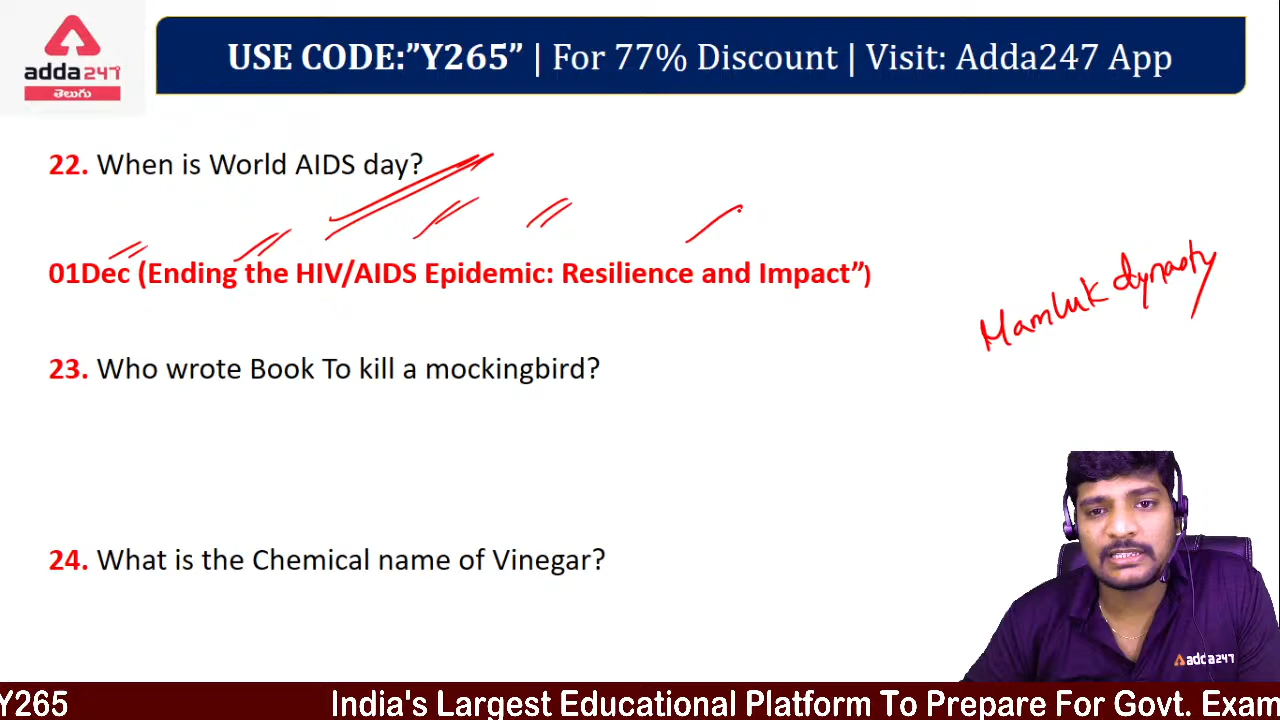 adda247
తెలుగు
USE CODE:”Y265” | For 77% Discount | Visit: Adda247 App
22. When is World AIDS day?
01Dec (Ending the HIV/AIDS Epidemic: Resilience and Impact”)
Mamluk dynasty
23. Who wrote Book To kill a mockingbird?
24. What is the Chemical name of Vinegar?
adda247
Y265 India's Largest Educational Platform To Prepare For Govt. Exam